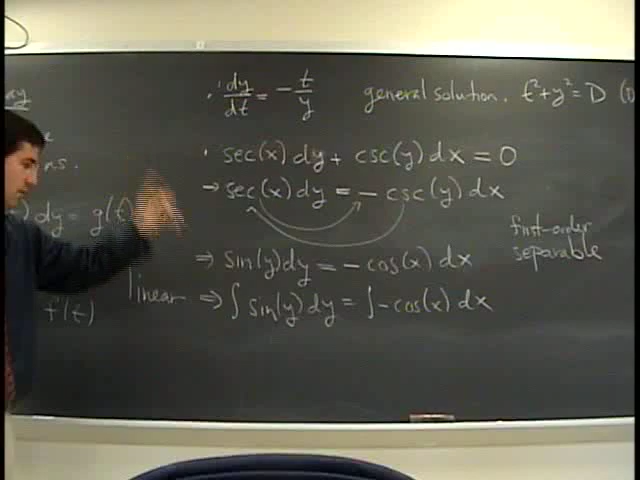 dy/dt = - t/y general solution. t² + y² = D
sec(x) dy + csc(y) dx = 0
→ sec(x) dy = - csc(y) dx
first-order
separable
⇒ sin(y) dy = - cos(x) dx
linear ⇒ ∫ sin(y) dy = ∫ - cos(x) dx
dy = g(t)
f(t)